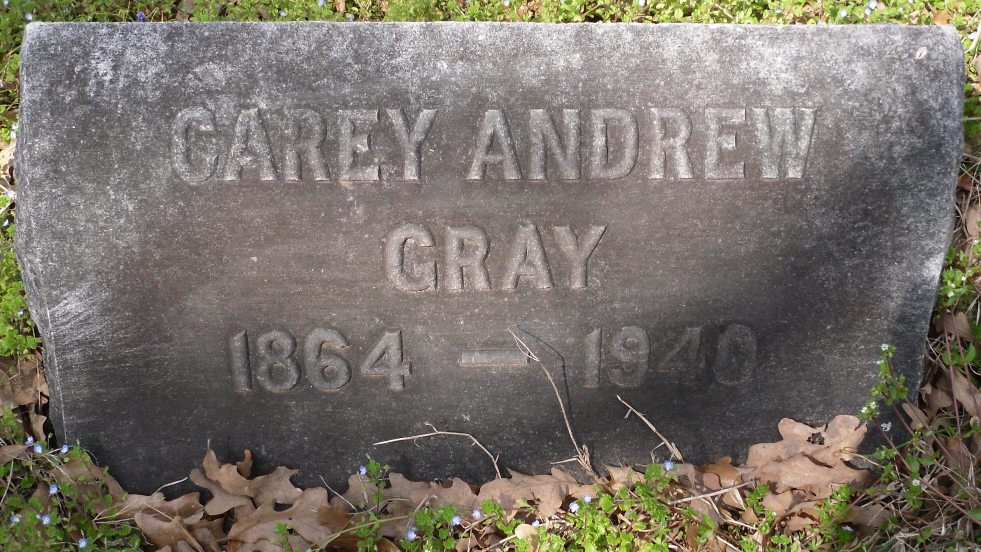 CAREY ANDREW
GRAY
1864 — 1940